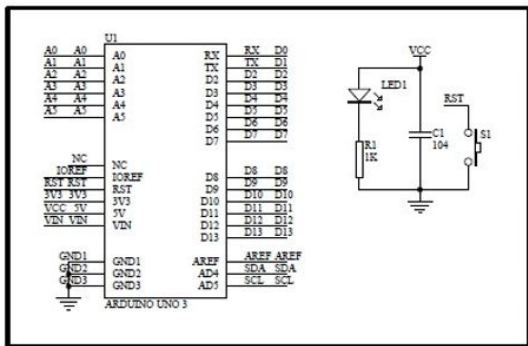 U1
A0 A0 A0 RX RX D0
A1 A1 A1 TX TX D1
A2 A2 A2 D2 D2 D2
A3 A3 A3 D3 D3 D3
A4 A4 A4 D4 D4 D4
A5 A5 A5 D5 D5 D5
D6 D6 D6
D7 D7 D7
NC NC
IOREF IOREF D8 D8 D8
RST RST RST D9 D9 D9
3V3 3V3 3V3 D10 D10 D10
VCC 5V 5V D11 D11 D11
VIN VIN VIN D12 D12 D12
D13 D13 D13
GND1 GND1 AREF AREF AREF
GND2 GND2 AD4 SDA SDA
GND3 GND3 AD5 SCL SCL
ARDUINO UNO 3
VCC
LED1
R1
1K
C1
104
RST
S1